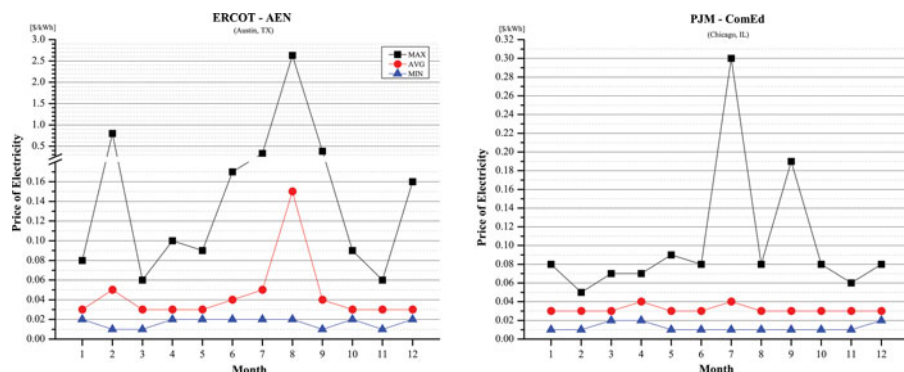 ERCOT - AEN
(Austin, TX)
[$/kWh]
3.0
2.5
2.0
1.5
1.0
0.5
0.16
0.14
0.12
0.10
0.08
0.06
0.04
0.02
0.00
Price of Electricity
MAX
AVG
MIN
1 2 3 4 5 6 7 8 9 10 11 12
Month
PJM - ComEd
(Chicago, IL)
[$/kWh]
0.30
0.28
0.26
0.24
0.22
0.20
0.18
0.16
0.14
0.12
0.10
0.08
0.06
0.04
0.02
0.00
Price of Electricity
1 2 3 4 5 6 7 8 9 10 11 12
Month